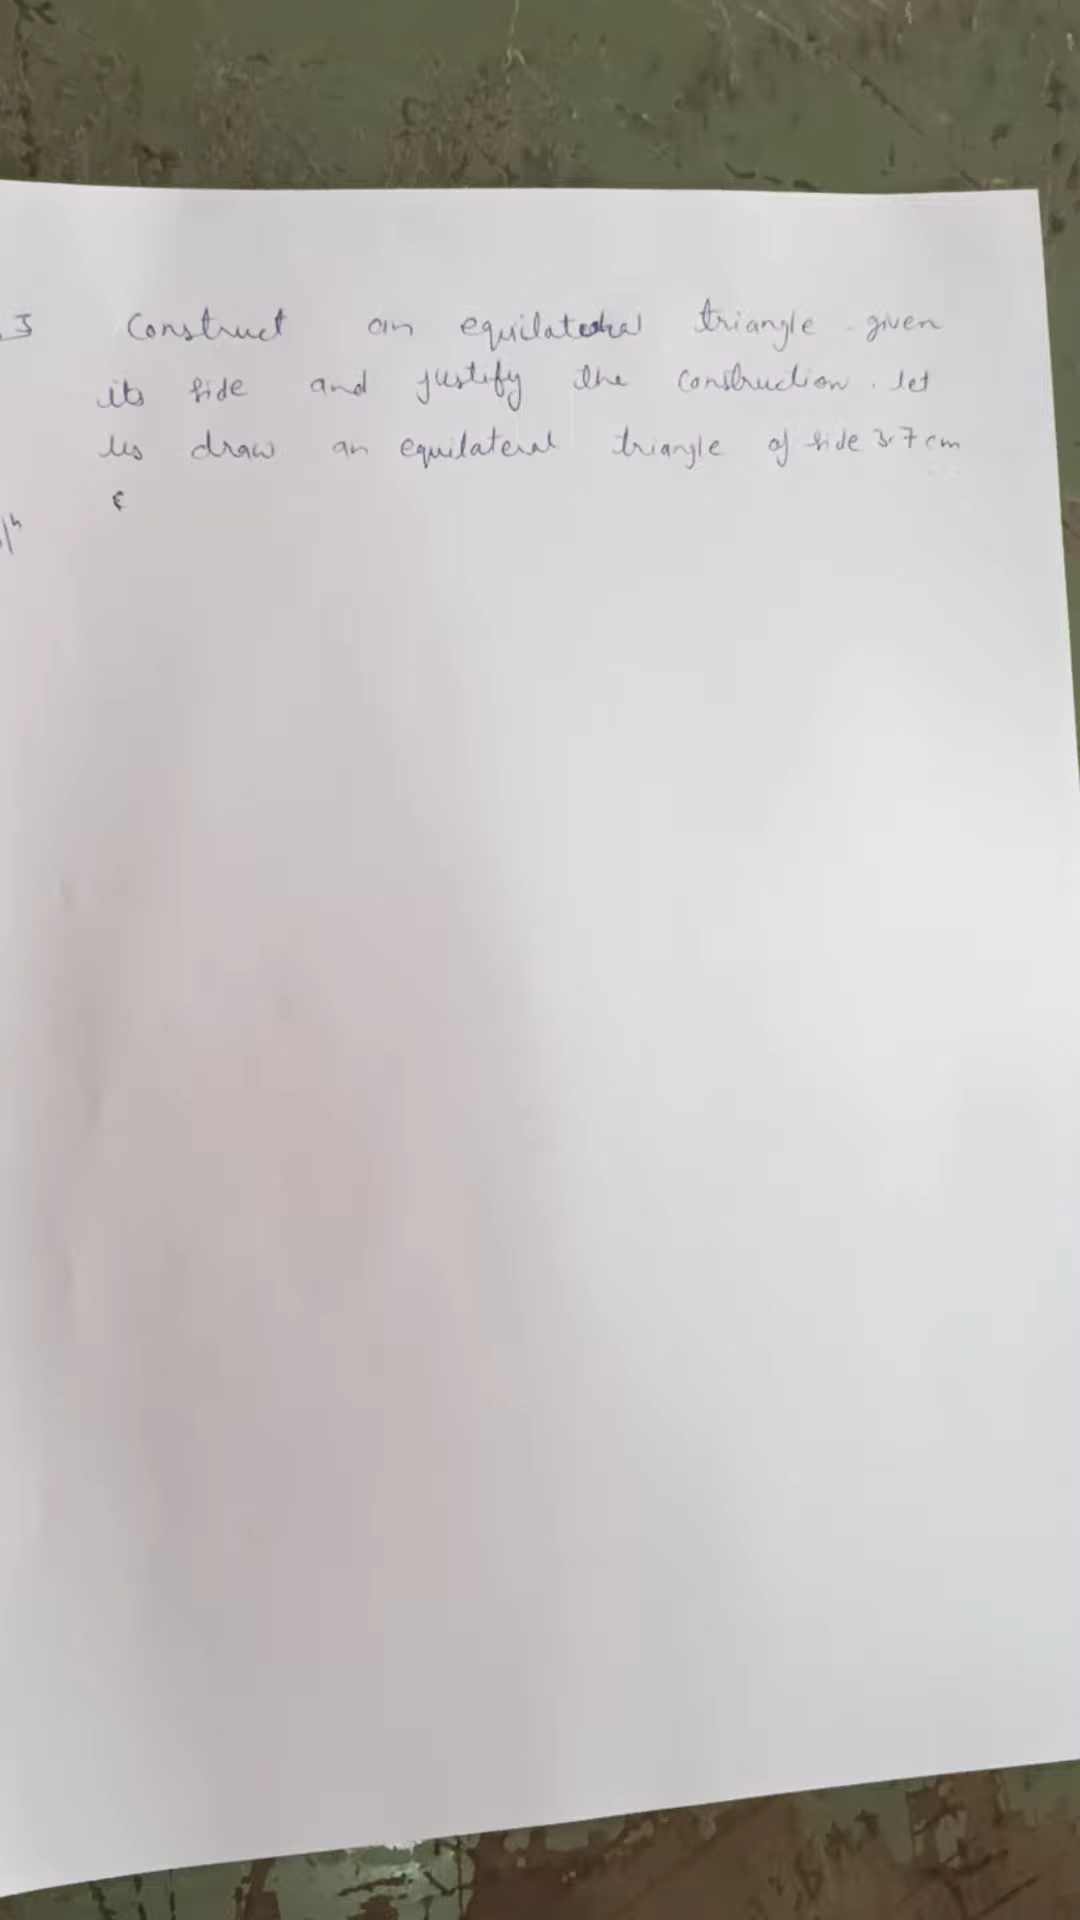 Construct an equilateral triangle given
its side and justify the construction. let
us draw an equilateral triangle of side 3.7 cm